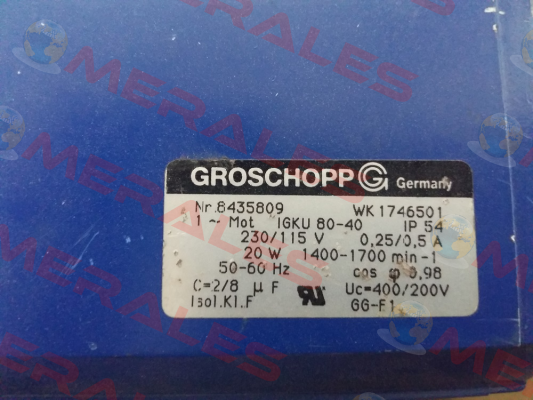 MERALES
GROSCHOPP G Germany
Nr.8435809 WK 1746501
1 ~ Mot IGKU 80-40 IP 54
230/115 V 0,25/0,5 A
20 W 1400-1700 min-1
50-60 Hz cos φ 0,98
C=2/8 µF Uc=400/200V
Isol.Kl.F GG-F1